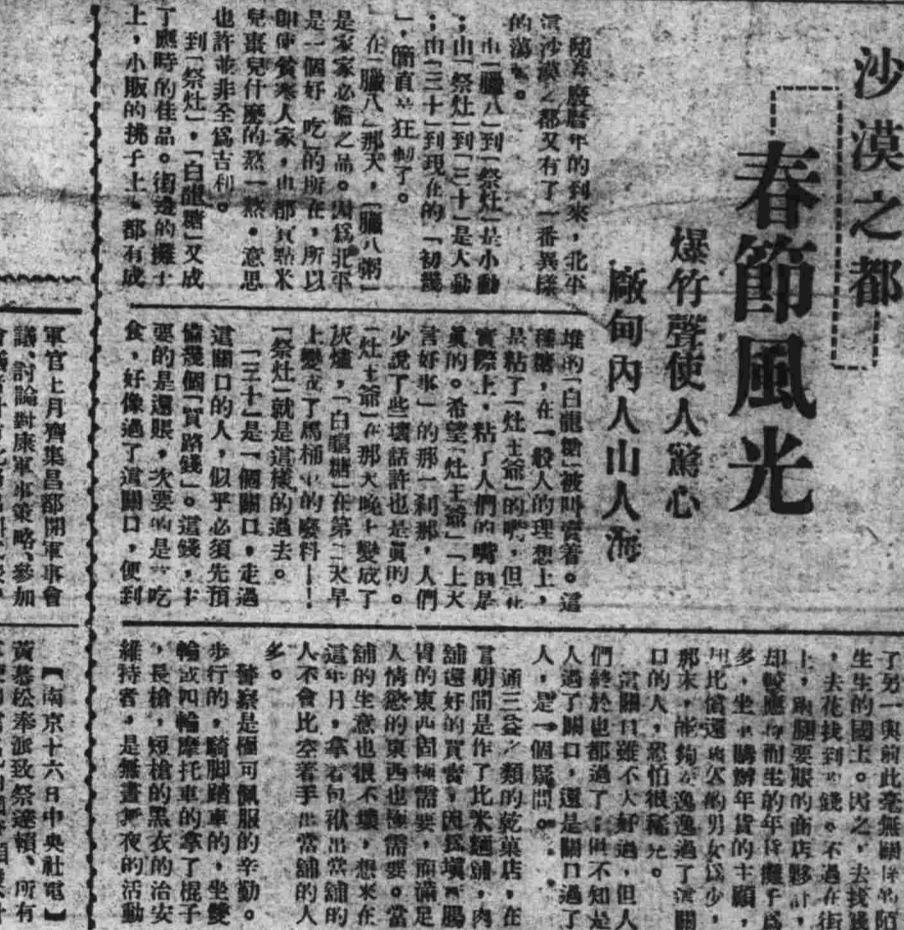 沙漠之都
春節風光
爆竹聲使人驚心
廠甸內人山人海
隨着廢曆年的到來，北平
這沙漠之都又有了一番異樣
的蕩
由「臘八」到「祭灶」是小動
；由「祭灶」到「三十」是大動
；由「三十」到現在的「初幾
」，簡直是狂動了。
在「臘八」那天，「臘八粥」
是家家必備之品。因爲北平
是一個好「吃」的所在，所以
卽使貧寒人家，也都買點米
兒棗兒什麼的熬一熬。意思
也許並非全爲吉利。
到「祭灶」，「白龍糖」又成
了應時的佳品。街邊的攤子
上，小販的挑子上。都有成
堆的「白龍糖」被叫賣着。這
種糖，在一般人的理想上，
是粘了「灶王爺」的嘴，但在
實際上，粘了人們的嘴的是
眞的。希望「灶王爺」「上天
言好事」的那一刹那，人們
少說了些壞話許也是眞的。
「灶王爺」在那天晚上變成了
灰燼，「白龍糖」在第二天早
上變成了馬桶中的廢料——
「祭灶」就是這樣的過去。
「三十」是一個關口，走過
這關口的人，似乎必須先預
備幾個「買路錢」。這錢，主
要的是還賬，次要的是 吃
食，好像過了這關口，便到
了另一與前此毫無關係的陌
生生的國土。因之，去找錢
，去花找到的錢。不過在街
上，跑腿要賬的商店夥計，
却較應時而生的年貨攤子爲
多，坐車購辦年貨的主顧，
比償還 欠的男女爲少，
那末，能夠安逸逸過了這關
口的人，恐怕很稀 。
這關口雖不大好過，但人
們終於也都過了；但不知是
人過了關口，還是關口過了
人，是一個疑問。
通三益之類的乾菓店，在
這期間是作了比米麵舖，肉
舖還好的買賣，因爲填 腸
胃的東西固極需要，而滿足
人情慾的東西也極需要。當
舖的生意也很不壞，想來在
這年月，拿着包袱出當舖的
人不會比空着手出當舖的人
多。
警察是極可佩服的辛勤。
步行的，騎脚踏車的，坐雙
輪或四輪摩托車的拿了棍子
，長槍，短槍的黑衣的治安
維持者，是無晝無夜的活動
軍官上月齊集昌都開軍事會
議、討論對康軍事策略、參加
【南京十六日中央社電】
黃慕松奉派致祭達賴、所有